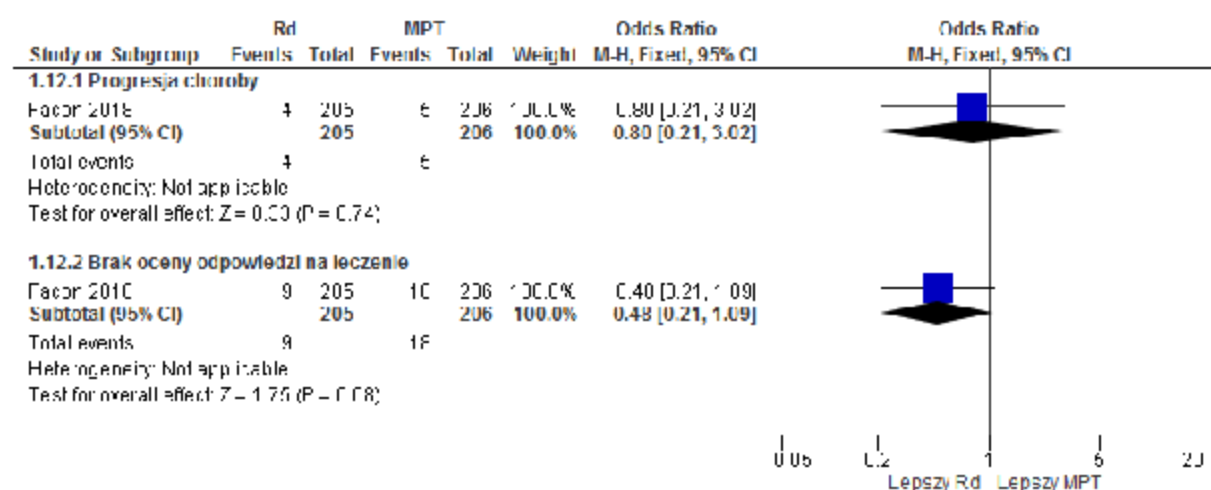 Rd MPT Odds Ratio Odds Ratio
Study or Subgroup Events Total Events Total Weight M-H, Fixed, 95% CI M-H, Fixed, 95% CI
1.12.1 Progresja choroby
Facon 2018 4 205 5 206 100.0% 0.80 [0.21, 3.02]
Subtotal (95% CI) 205 206 100.0% 0.80 [0.21, 3.02]
Total events 4 5
Heterogeneity: Not applicable
Test for overall effect: Z = 0.33 (P = 0.74)
1.12.2 Brak oceny odpowiedzi na leczenie
Facon 2018 9 205 18 206 100.0% 0.48 [0.21, 1.09]
Subtotal (95% CI) 205 206 100.0% 0.48 [0.21, 1.09]
Total events 9 18
Heterogeneity: Not applicable
Test for overall effect: Z = 1.75 (P = 0.08)
0.05 0.2 1 5 20
Lepszy Rd Lepszy MPT